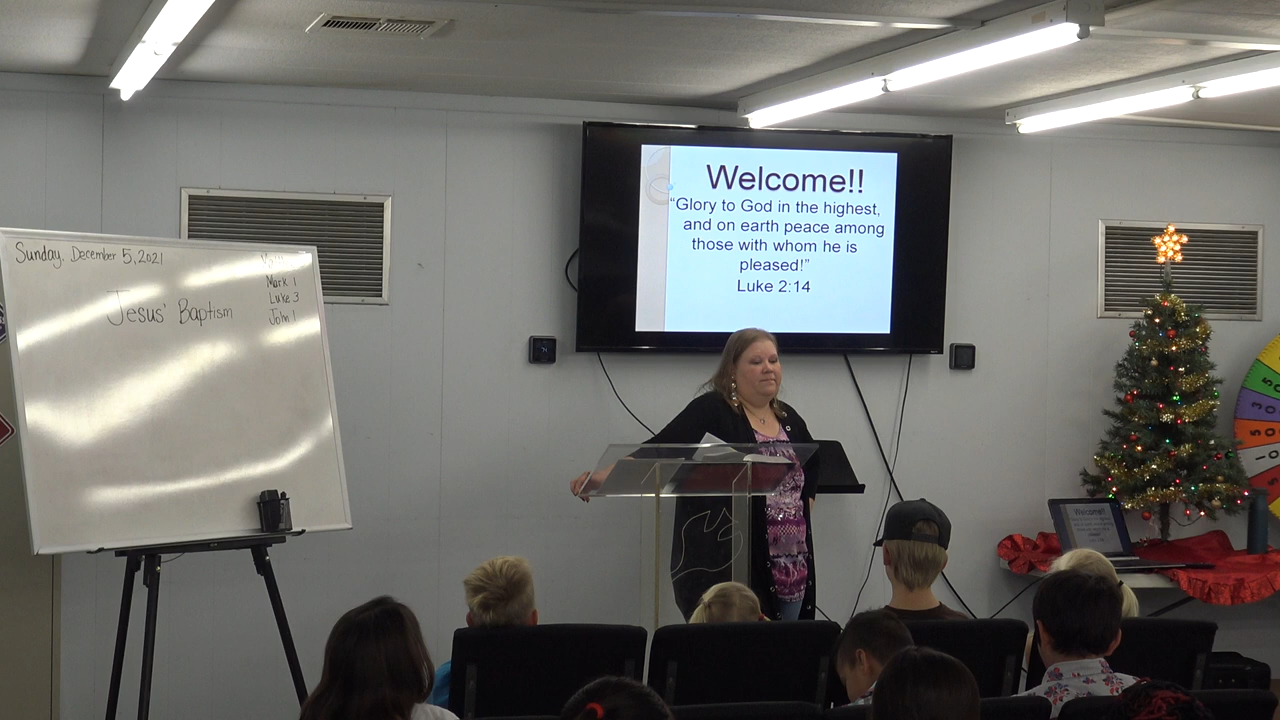 Sunday, December 5, 2021
Mark 1
Luke 3
John 1
Jesus' Baptism
Welcome!!
“Glory to God in the highest,
and on earth peace among
those with whom he is
pleased!”
Luke 2:14
Welcome!!